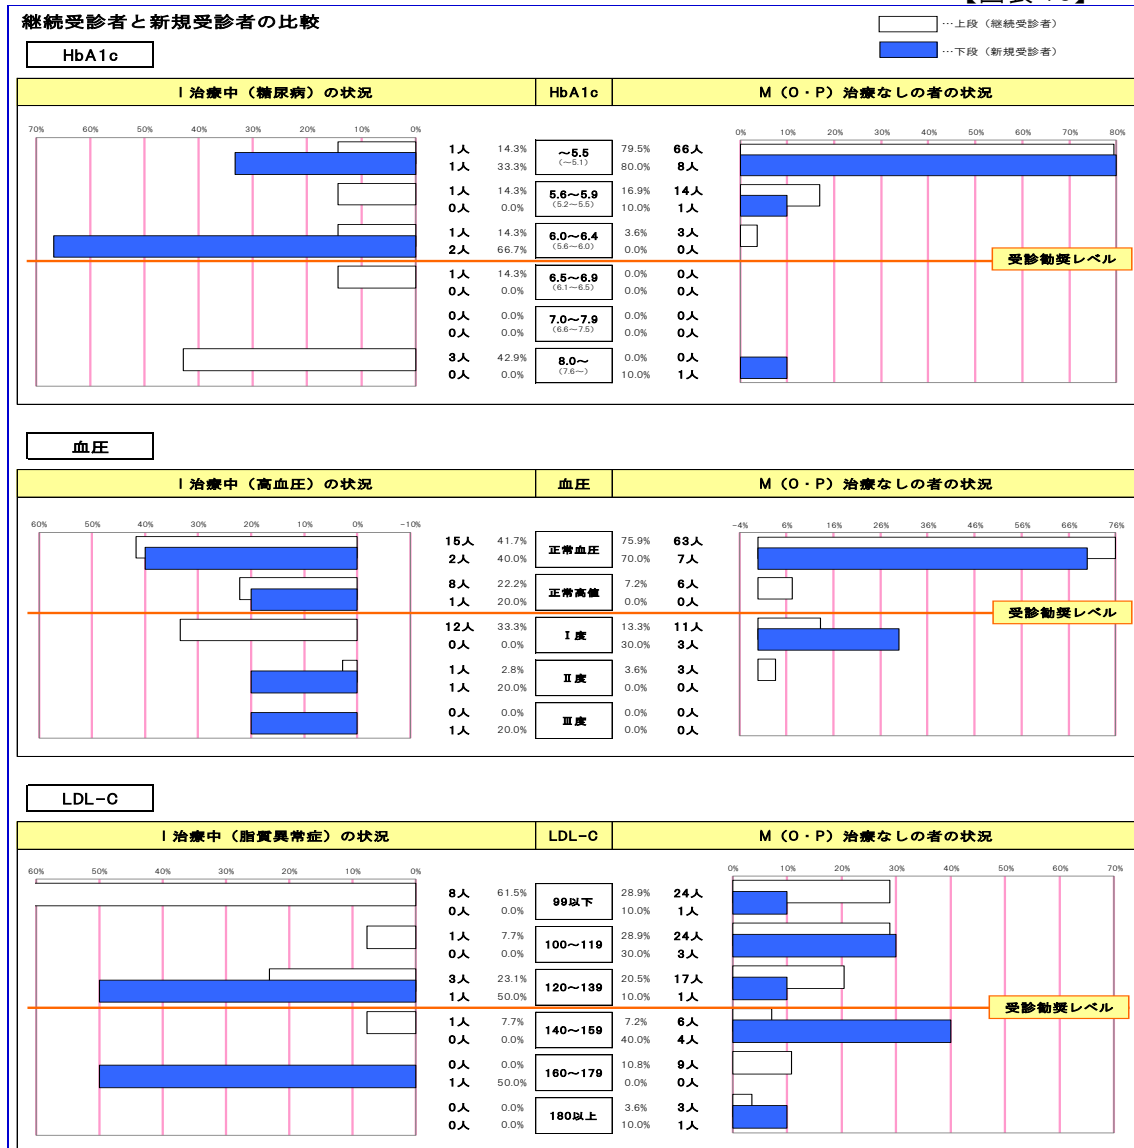 継続受診者と新規受診者の比較
…上段（継続受診者）
…下段（新規受診者）
HbA1c
I 治療中（糖尿病）の状況 HbA1c M（O・P）治療なしの者の状況
70% 60% 50% 40% 30% 20% 10% 0% 0% 10% 20% 30% 40% 50% 60% 70% 80%
1人 14.3% ～5.5 79.5% 66人
1人 33.3% （～5.1） 80.0% 8人
1人 14.3% 5.6～5.9 16.9% 14人
0人 0.0% （5.2～5.5） 10.0% 1人
1人 14.3% 6.0～6.4 3.6% 3人
2人 66.7% （5.6～6.0） 0.0% 0人
受診勧奨レベル
1人 14.3% 6.5～6.9 0.0% 0人
0人 0.0% （6.1～6.5） 0.0% 0人
0人 0.0% 7.0～7.9 0.0% 0人
0人 0.0% （6.6～7.5） 0.0% 0人
3人 42.9% 8.0～ 0.0% 0人
0人 0.0% （7.6～） 10.0% 1人
血圧
I 治療中（高血圧）の状況 血圧 M（O・P）治療なしの者の状況
60% 50% 40% 30% 20% 10% 0% -10% -4% 6% 16% 26% 36% 46% 56% 66% 76%
15人 41.7% 正常血圧 75.9% 63人
2人 40.0% 70.0% 7人
8人 22.2% 正常高値 7.2% 6人
1人 20.0% 0.0% 0人
受診勧奨レベル
12人 33.3% Ⅰ度 13.3% 11人
0人 0.0% 30.0% 3人
1人 2.8% Ⅱ度 3.6% 3人
1人 20.0% 0.0% 0人
0人 0.0% Ⅲ度 0.0% 0人
1人 20.0% 0.0% 0人
LDL-C
I 治療中（脂質異常症）の状況 LDL-C M（O・P）治療なしの者の状況
60% 50% 40% 30% 20% 10% 0% 0% 10% 20% 30% 40% 50% 60% 70%
8人 61.5% 99以下 28.9% 24人
0人 0.0% 10.0% 1人
1人 7.7% 100～119 28.9% 24人
0人 0.0% 30.0% 3人
3人 23.1% 120～139 20.5% 17人
1人 50.0% 10.0% 1人
受診勧奨レベル
1人 7.7% 140～159 7.2% 6人
0人 0.0% 40.0% 4人
0人 0.0% 160～179 10.8% 9人
1人 50.0% 0.0% 0人
0人 0.0% 180以上 3.6% 3人
0人 0.0% 10.0% 1人